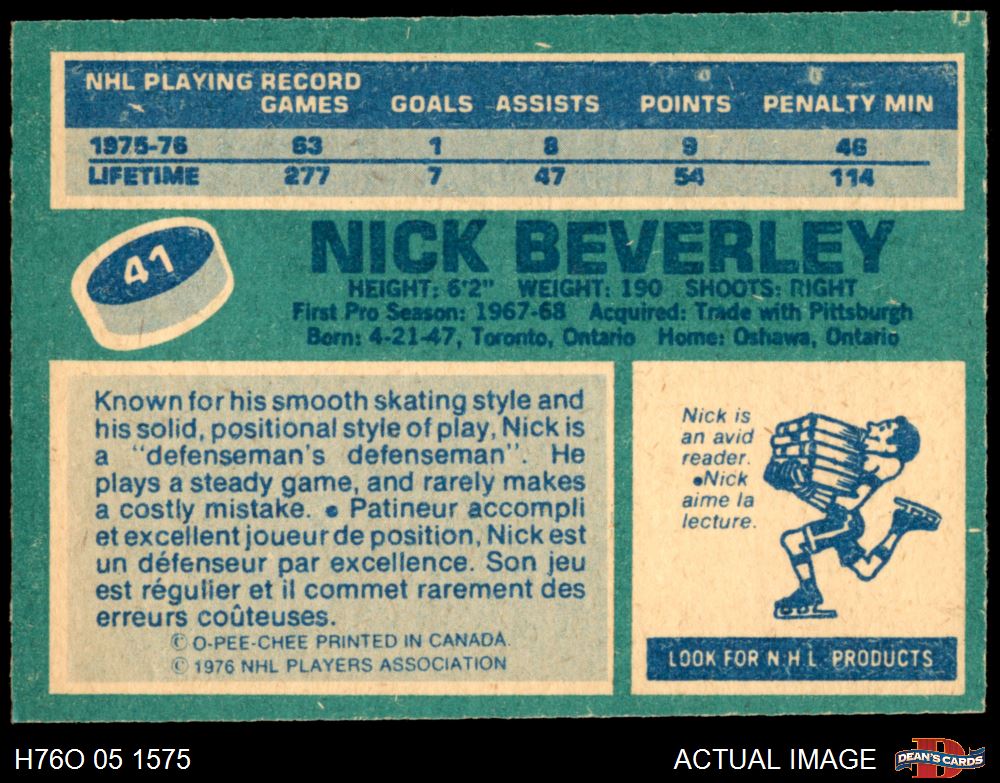 NHL PLAYING RECORD
GAMES GOALS ASSISTS POINTS PENALTY MIN
1975-76 63 1 8 9 46
LIFETIME 277 7 47 54 114
41
NICK BEVERLEY
HEIGHT: 6'2" WEIGHT: 190 SHOOTS: RIGHT
First Pro Season: 1967-68 Acquired: Trade with Pittsburgh
Born: 4-21-47, Toronto, Ontario Home: Oshawa, Ontario
Known for his smooth skating style and
his solid, positional style of play, Nick is
a "defenseman's defenseman". He
plays a steady game, and rarely makes
a costly mistake. • Patineur accompli
et excellent joueur de position, Nick est
un défenseur par excellence. Son jeu
est régulier et il commet rarement des
erreurs coûteuses.
© O-PEE-CHEE PRINTED IN CANADA.
© 1976 NHL PLAYERS ASSOCIATION
Nick is
an avid
reader.
•Nick
aime la
lecture.
LOOK FOR N.H.L. PRODUCTS
H76O 05 1575
ACTUAL IMAGE
D
DEAN'S CARDS